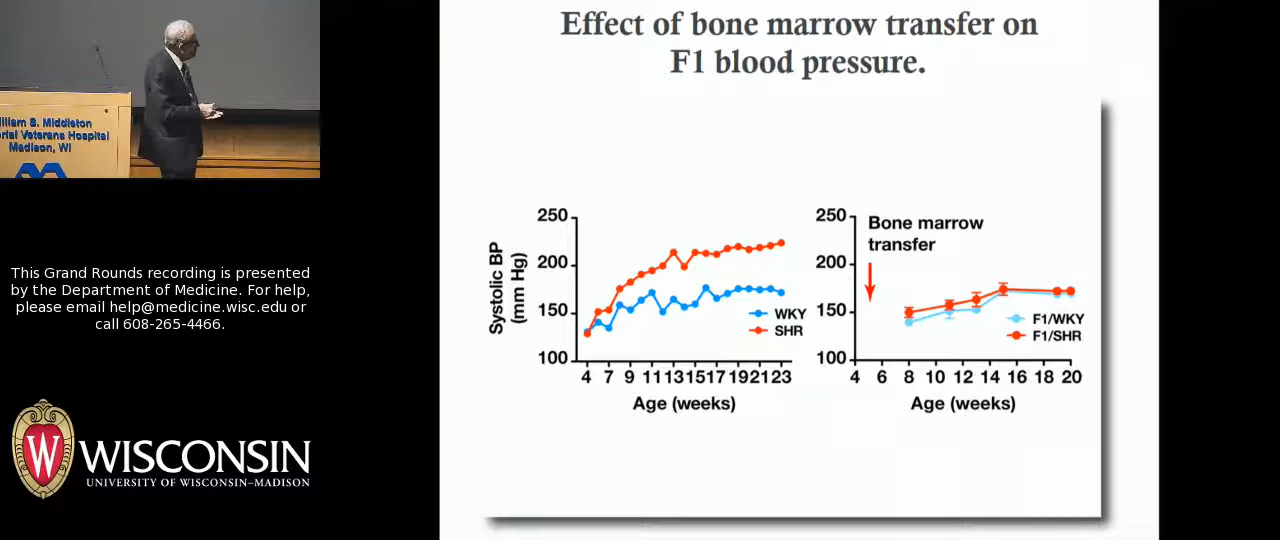 Effect of bone marrow transfer on
F1 blood pressure.
lliam S. Middleton
rial Veterans Hospital
Madison, WI
This Grand Rounds recording is presented
by the Department of Medicine. For help,
please email help@medicine.wisc.edu or
call 608-265-4466.
W
WISCONSIN
UNIVERSITY OF WISCONSIN–MADISON
Systolic BP
(mm Hg)
250
200
150
100
4 7 9 11 13 15 17 19 21 23
Age (weeks)
WKY
SHR
250
200
150
100
Bone marrow
transfer
F1/WKY
F1/SHR
4 6 8 10 12 14 16 18 20
Age (weeks)